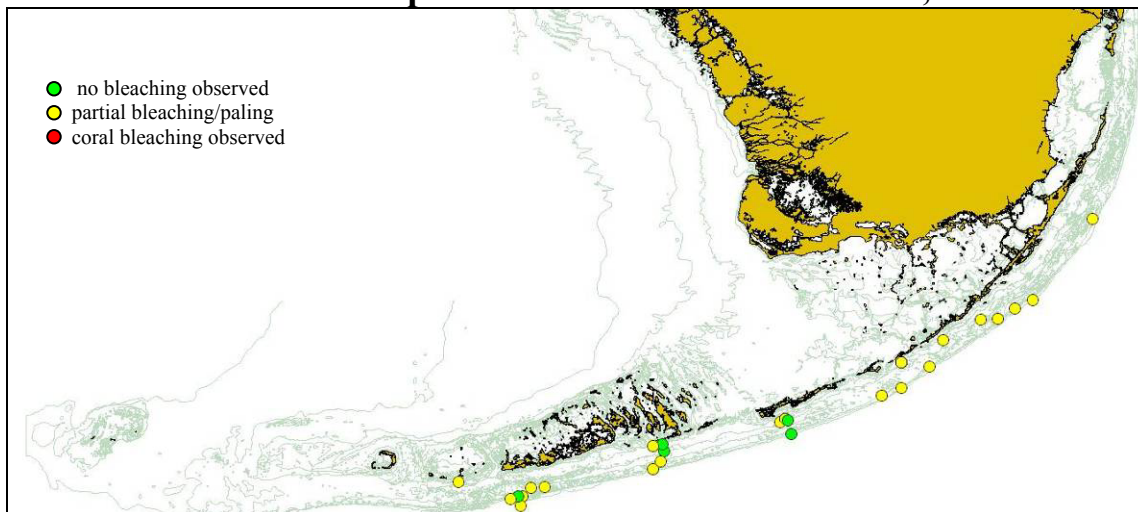 no bleaching observed
partial bleaching/paling
coral bleaching observed